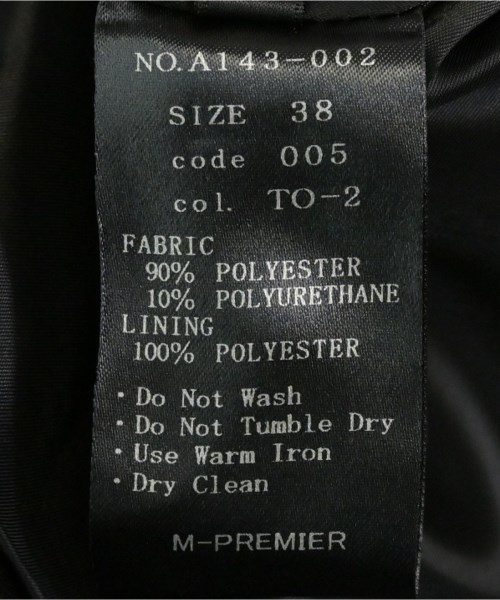 NO.A143-002
SIZE 38
code 005
col. TO-2
FABRIC
90% POLYESTER
10% POLYURETHANE
LINING
100% POLYESTER
・Do Not Wash
・Do Not Tumble Dry
・Use Warm Iron
・Dry Clean
M-PREMIER